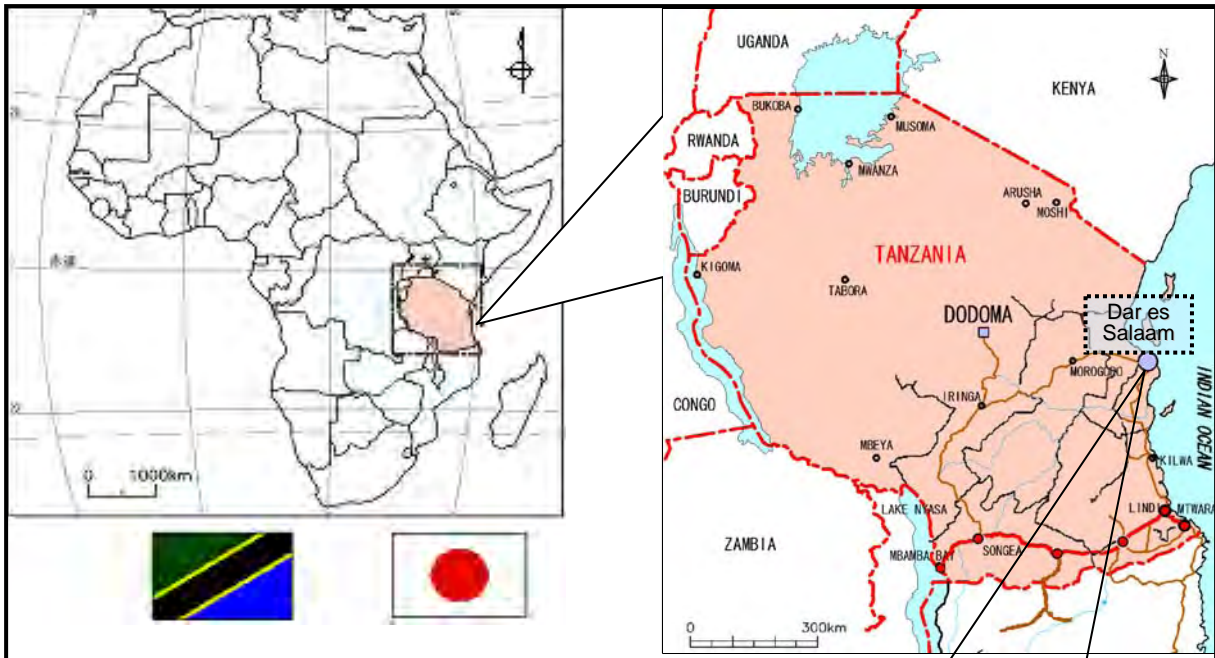 赤道
0 1000km
N
UGANDA
KENYA
BUKOBA
MUSOMA
RWANDA
MWANZA
BURUNDI
ARUSHA
MOSHI
TANZANIA
KIGOMA
TABORA
DODOMA
Dar es
Salaam
MOROGORO
INDIAN OCEAN
IRINGA
CONGO
MBEYA
KILWA
LAKE NYASA
LINDI
MTWARA
ZAMBIA
SONGEA
MBAMBA BAY
0 300km